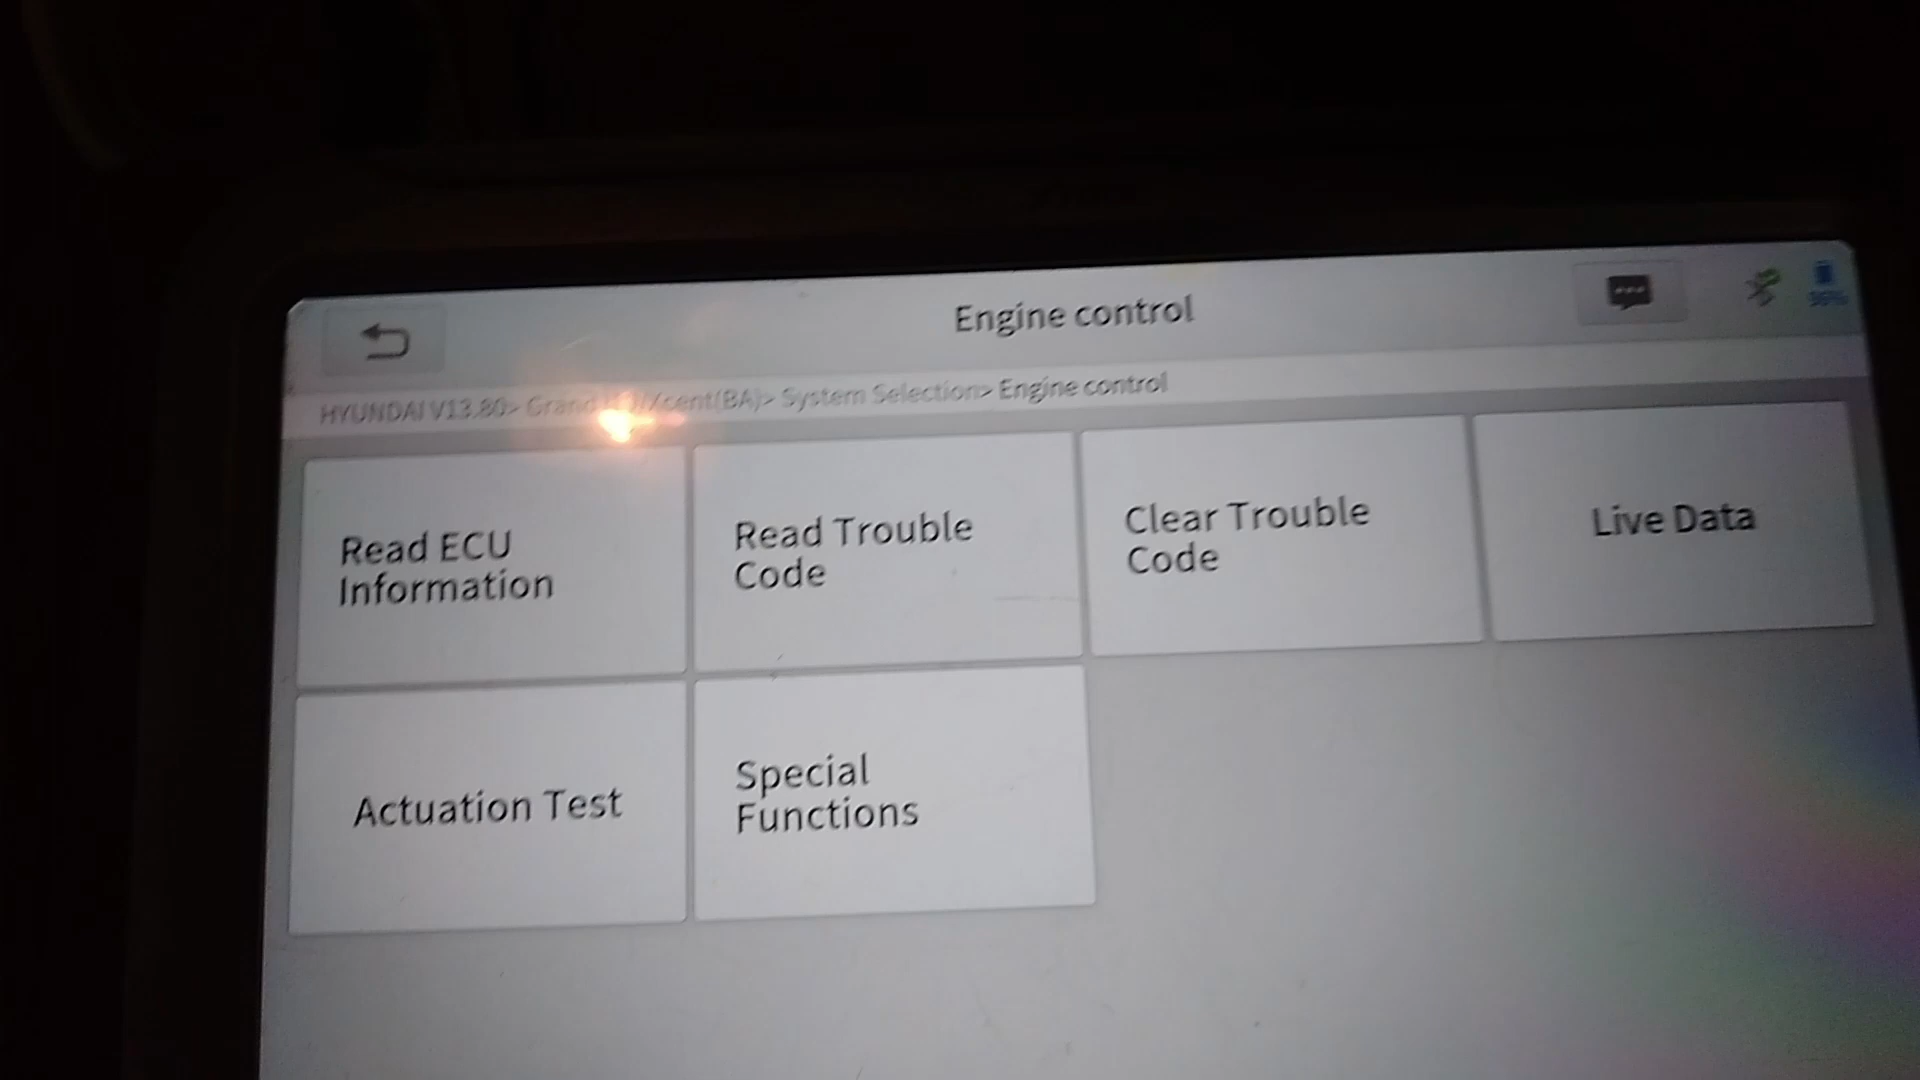 Engine control
HYUNDAI V13.80> Grand /Xcent(BA)> System Selection> Engine control
Read ECU
Information
Read Trouble
Code
Clear Trouble
Code
Live Data
Actuation Test
Special
Functions